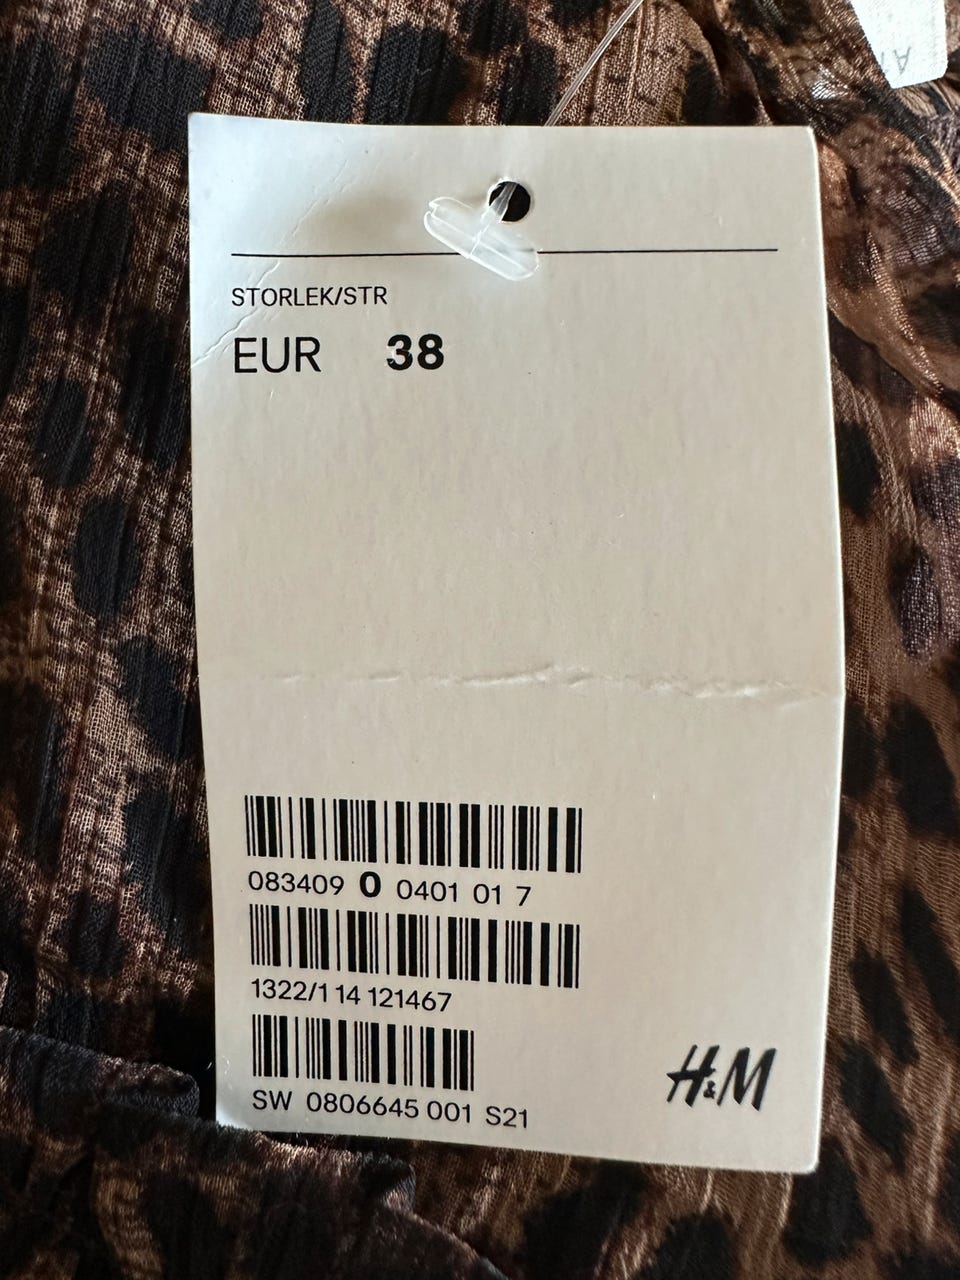 STORLEK/STR
EUR 38
083409 0 0401 01 7
1322/1 14 121467
SW 0806645 001 S21
H&M